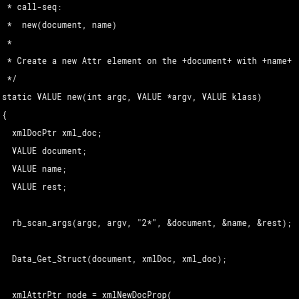 * call-seq:
*  new(document, name)
*
* Create a new Attr element on the +document+ with +name+
*/
static VALUE new(int argc, VALUE *argv, VALUE klass)
{
xmlDocPtr xml_doc;
VALUE document;
VALUE name;
VALUE rest;
rb_scan_args(argc, argv, "2*", &document, &name, &rest);
Data_Get_Struct(document, xmlDoc, xml_doc);
xmlAttrPtr node = xmlNewDocProp(